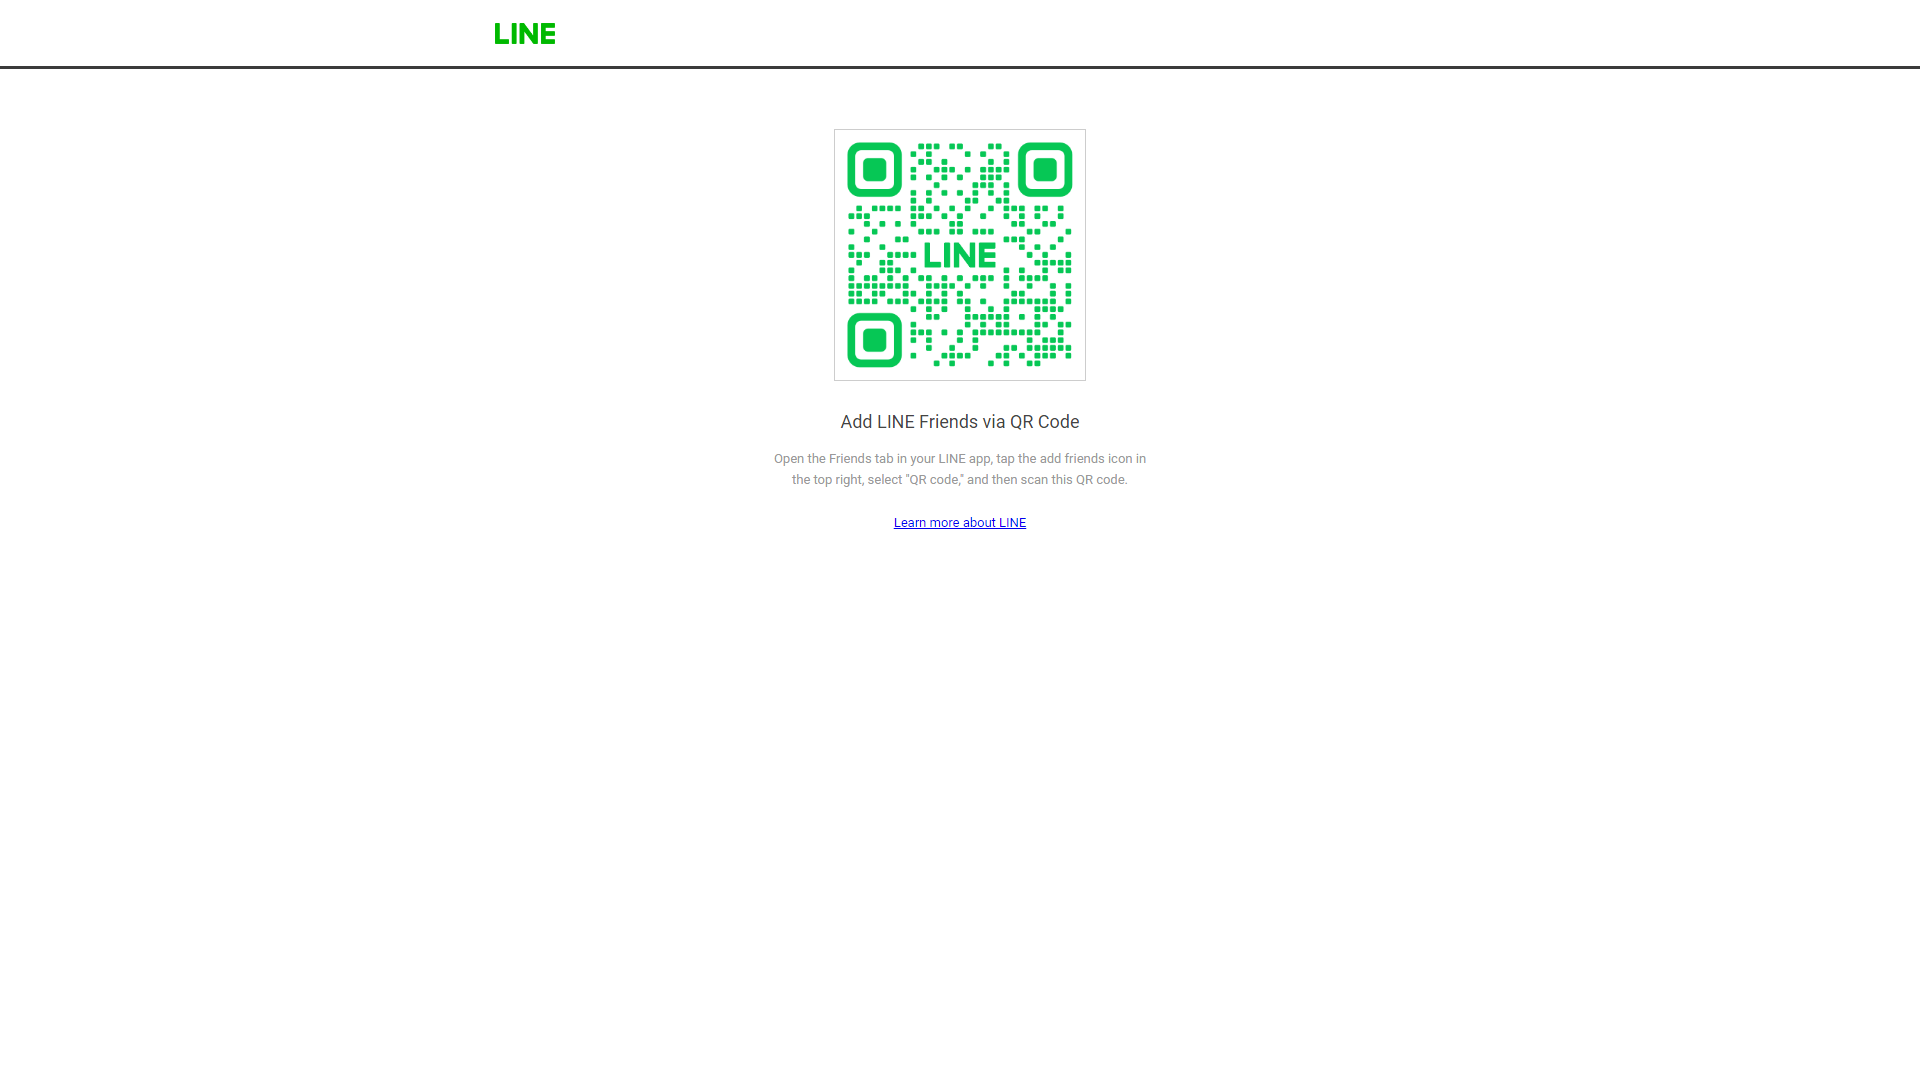 LINE
LINE
Add LINE Friends via QR Code
Open the Friends tab in your LINE app, tap the add friends icon in
the top right, select "QR code," and then scan this QR code.
Learn more about LINE